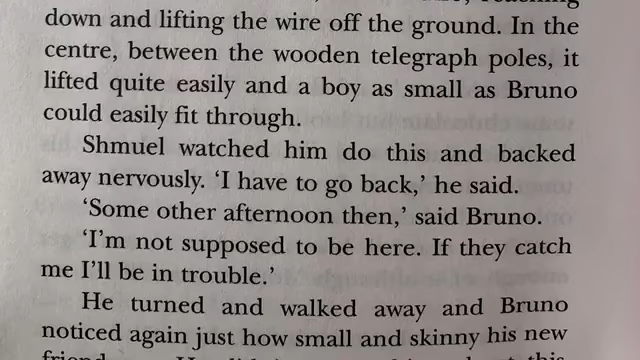 down and lifting the wire off the ground. In the
centre, between the wooden telegraph poles, it
lifted quite easily and a boy as small as Bruno
could easily fit through.
Shmuel watched him do this and backed
away nervously. ‘I have to go back,’ he said.
‘Some other afternoon then,’ said Bruno.
‘I’m not supposed to be here. If they catch
me I’ll be in trouble.’
He turned and walked away and Bruno
noticed again just how small and skinny his new